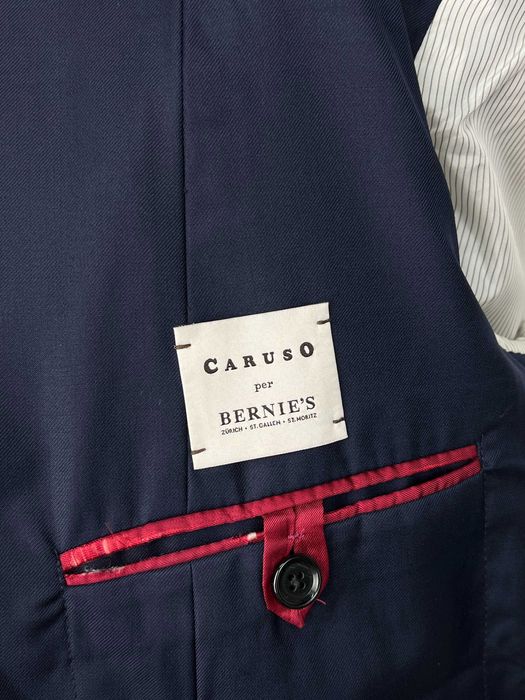 CARUSO
per
BERNIE'S
ZÜRICH • ST. GALLEN • ST. MORITZ